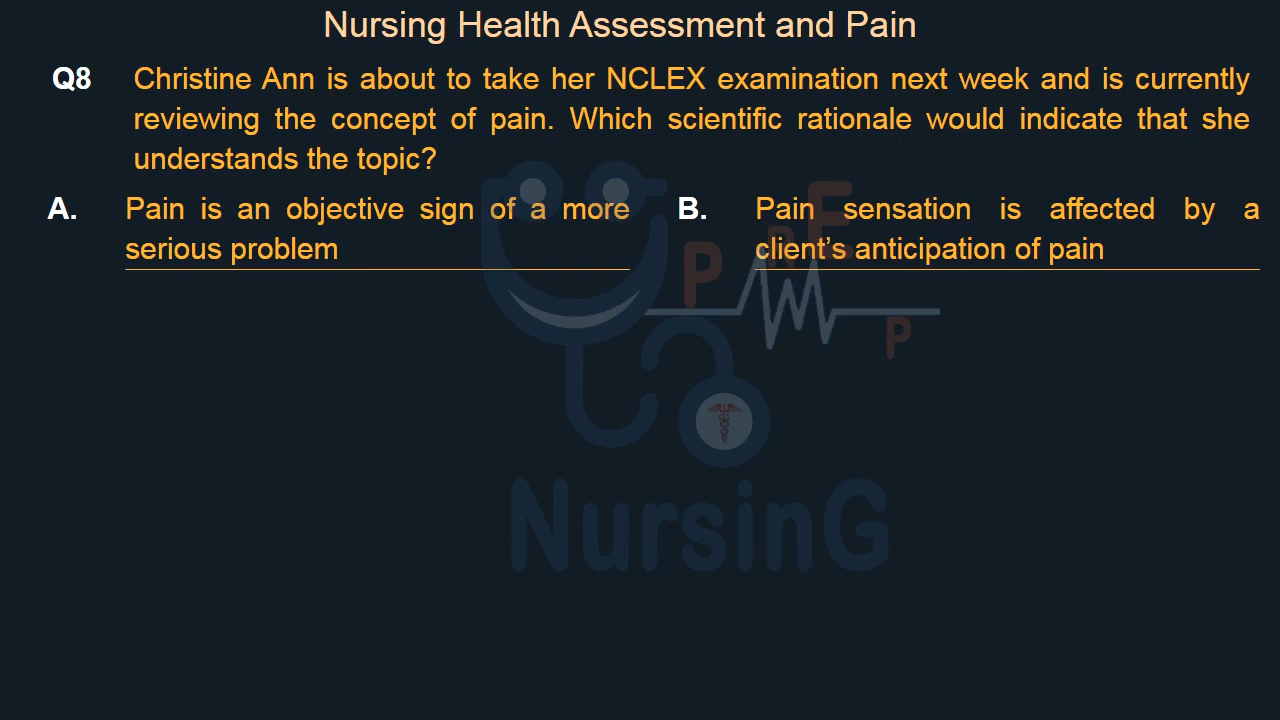 Nursing Health Assessment and Pain
Q8 Christine Ann is about to take her NCLEX examination next week and is currently
reviewing the concept of pain. Which scientific rationale would indicate that she
understands the topic?
A. Pain is an objective sign of a more
serious problem
B. Pain sensation is affected by a
client's anticipation of pain
PREP
NursinG